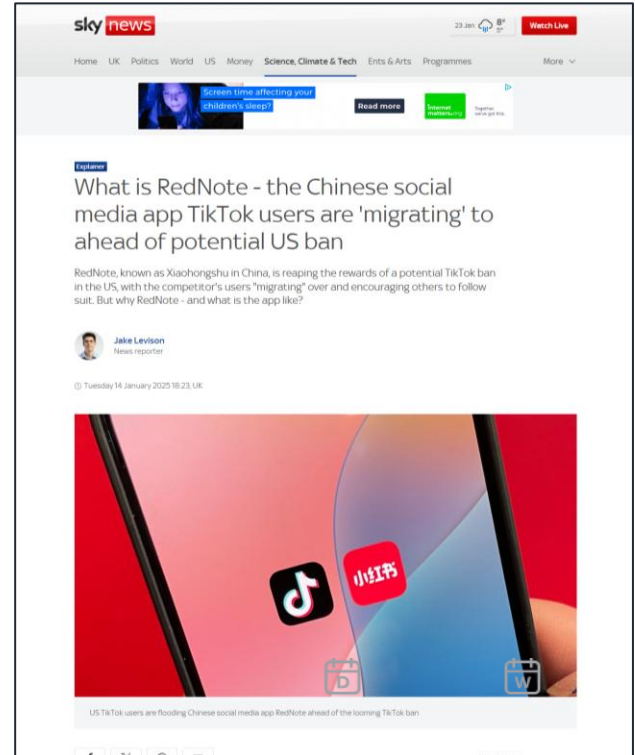 sky news
23 Jan 8°
5°
Watch Live
Home UK Politics World US Money Science, Climate & Tech Ents & Arts Programmes More
Screen time affecting your
children's sleep?
Read more
internet
matters.org
Together,
we've got this.
Explainer
What is RedNote - the Chinese social
media app TikTok users are 'migrating' to
ahead of potential US ban
RedNote, known as Xiaohongshu in China, is reaping the rewards of a potential TikTok ban
in the US, with the competitor's users "migrating" over and encouraging others to follow
suit. But why RedNote - and what is the app like?
Jake Levison
News reporter
Tuesday 14 January 2025 18:23, UK
小红书
D
W
US TikTok users are flooding Chinese social media app RedNote ahead of the looming TikTok ban